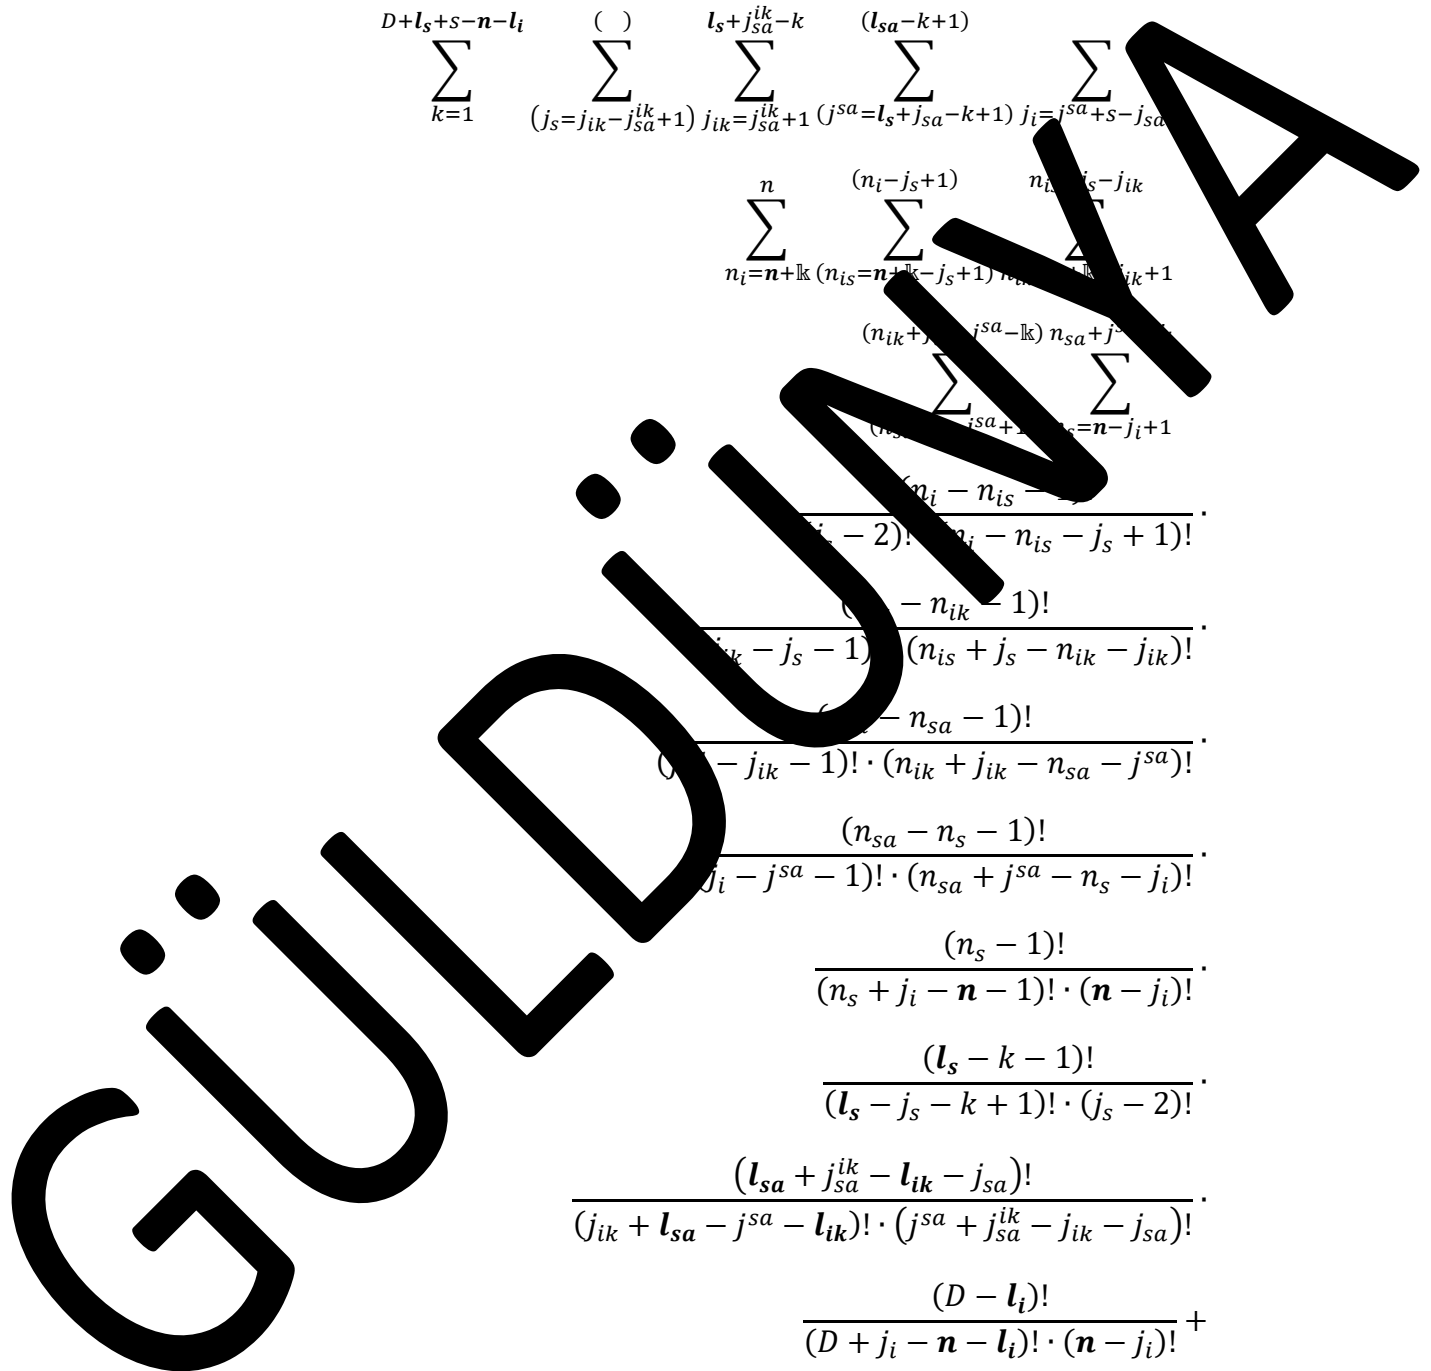 D+l_s+s−n−l_i ( ) l_s+j_sa^ik−k (l_sa−k+1)
∑ ∑ ∑ ∑ ∑
k=1 (j_s=j_ik−j_sa^ik+1) j_ik=j_sa^ik+1 (j^sa=l_s+j_sa−k+1) j_i=j^sa+s−j_sa
n (n_i−j_s+1) j_s−j_ik
∑ ∑ ∑
n_i=n+𝕜 (n_is=n+𝕜−j_s+1) j_ik+1
(n_ik+ j^sa−𝕜) n_sa+
∑ ∑
j^sa+1 =n−j_i+1
(n_i − n_is −
− 2)! − n_is − j_s + 1)! ·
− n_ik − 1)!
− j_s − 1) (n_is + j_s − n_ik − j_ik)! ·
− n_sa − 1)!
− j_ik − 1)! · (n_ik + j_ik − n_sa − j^sa)! ·
(n_sa − n_s − 1)!
j_i − j^sa − 1)! · (n_sa + j^sa − n_s − j_i)! ·
(n_s − 1)!
(n_s + j_i − n − 1)! · (n − j_i)! ·
(l_s − k − 1)!
(l_s − j_s − k + 1)! · (j_s − 2)! ·
(l_sa + j_sa^ik − l_ik − j_sa)!
(j_ik + l_sa − j^sa − l_ik)! · (j^sa + j_sa^ik − j_ik − j_sa)! ·
(D − l_i)!
(D + j_i − n − l_i)! · (n − j_i)! +
GÜLDÜNYA